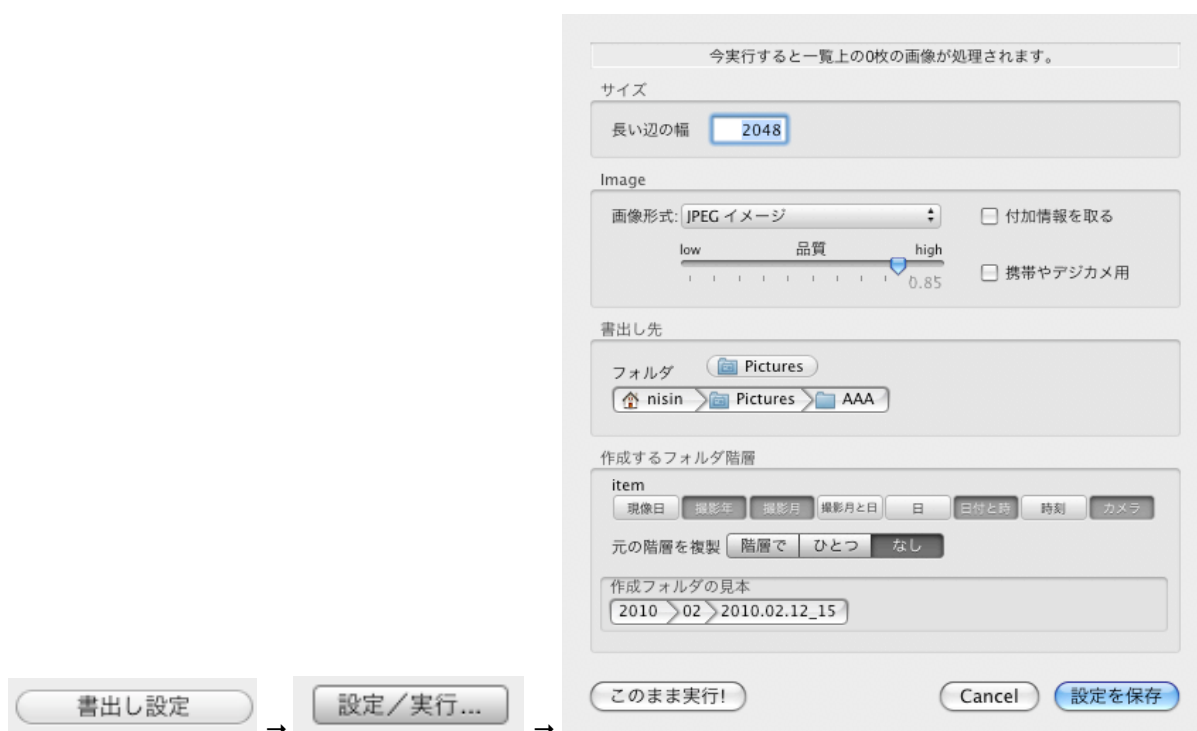 今実行すると一覧上の0枚の画像が処理されます。
サイズ
長い辺の幅 2048
Image
画像形式: JPEG イメージ 付加情報を取る
low 品質 high
0.85 携帯やデジカメ用
書出し先
フォルダ Pictures
nisin Pictures AAA
作成するフォルダ階層
item
現像日 撮影年 撮影月 撮影月と日 日 日付と時 時刻 カメラ
元の階層を複製 階層で ひとつ なし
作成フォルダの見本
2010 02 2010.02.12_15
書出し設定 → 設定/実行... → このまま実行! Cancel 設定を保存